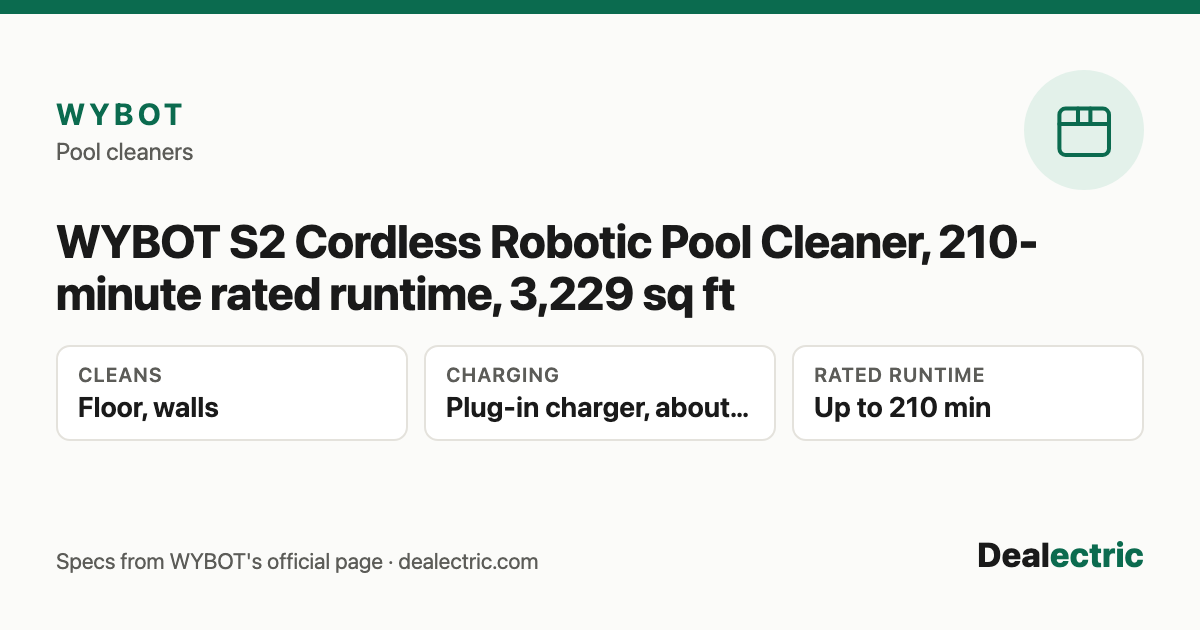 WYBOT
Pool cleaners
WYBOT S2 Cordless Robotic Pool Cleaner, 210-
minute rated runtime, 3,229 sq ft
CLEANS
Floor, walls
CHARGING
Plug-in charger, about...
RATED RUNTIME
Up to 210 min
Specs from WYBOT's official page · dealectric.com
Dealectric